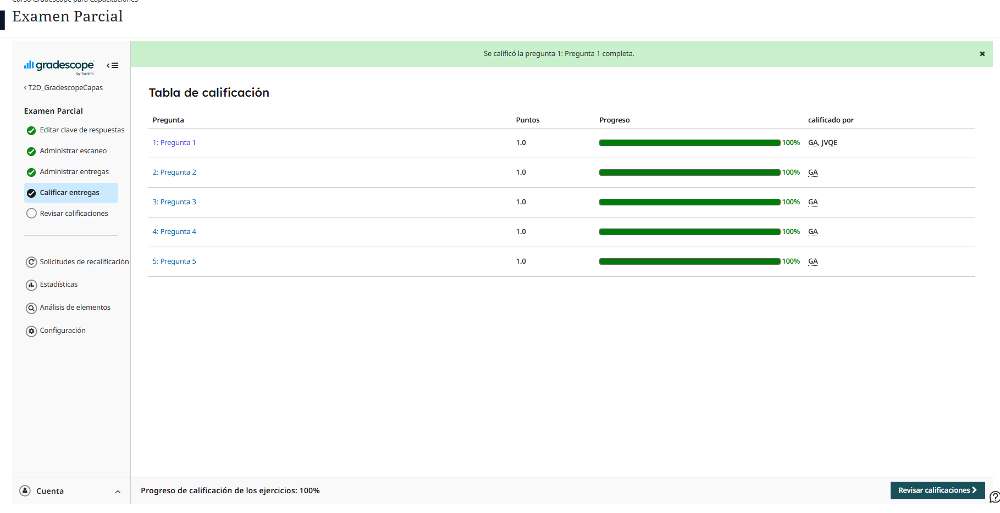 Curso Gradescope para Capacitaciones
Examen Parcial
gradescope
by Turnitin
T2D_GradescopeCapas
Examen Parcial
Editar clave de respuestas
Administrar escaneo
Administrar entregas
Calificar entregas
Revisar calificaciones
Solicitudes de recalificación
Estadísticas
Análisis de elementos
Configuración
Cuenta
Se calificó la pregunta 1: Pregunta 1 completa.
Tabla de calificación
Pregunta Puntos Progreso calificado por
1: Pregunta 1 1.0 100% GA, JVQE
2: Pregunta 2 1.0 100% GA
3: Pregunta 3 1.0 100% GA
4: Pregunta 4 1.0 100% GA
5: Pregunta 5 1.0 100% GA
Progreso de calificación de los ejercicios: 100%
Revisar calificaciones